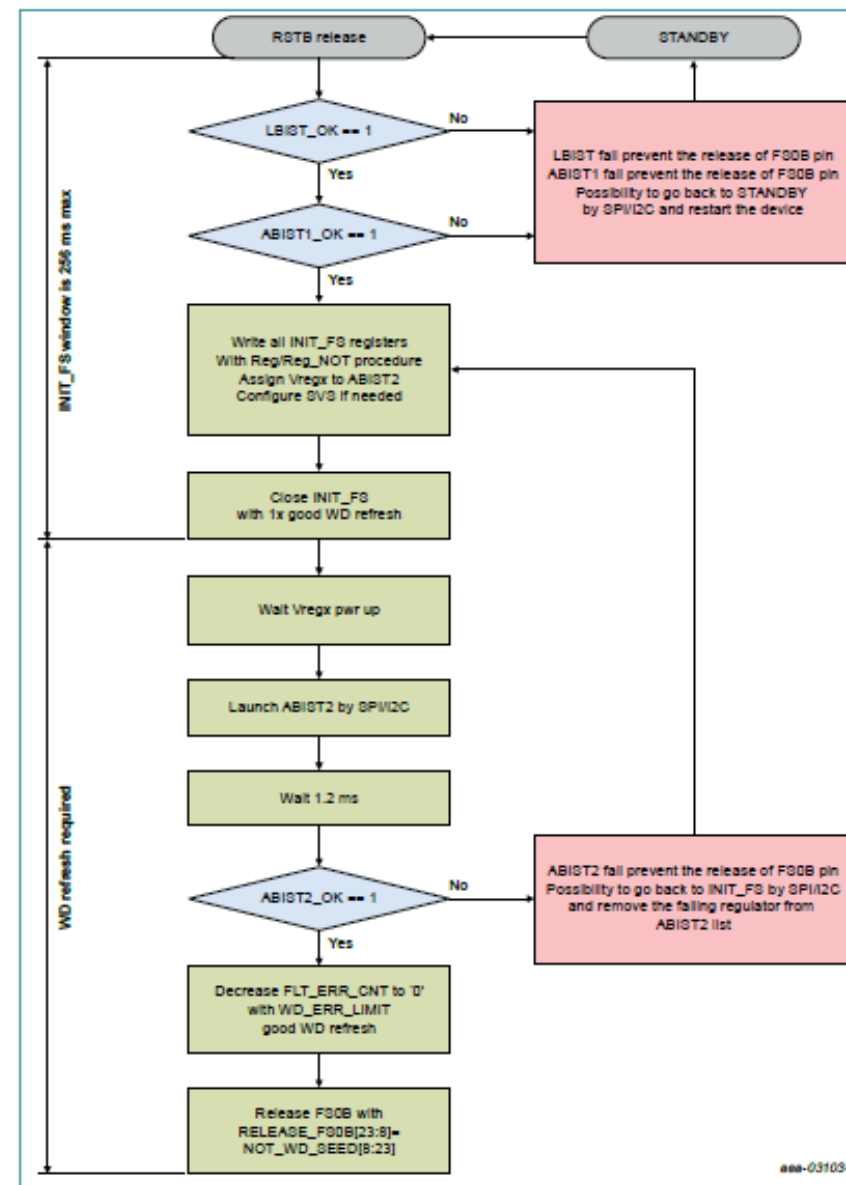 RSTB release
STANDBY
LBIST_OK == 1
No
Yes
LBIST fail prevent the release of FS0B pin
ABIST1 fail prevent the release of FS0B pin
Possibility to go back to STANDBY
by SPI/I2C and restart the device
ABIST1_OK == 1
No
Yes
INIT_FS window is 256 ms max
Write all INIT_FS registers
With Reg/Reg_NOT procedure
Assign Vregx to ABIST2
Configure SVS if needed
Close INIT_FS
with 1x good WD refresh
Wait Vregx pwr up
Launch ABIST2 by SPI/I2C
Wait 1.2 ms
WD refresh required
ABIST2_OK == 1
No
Yes
ABIST2 fail prevent the release of FS0B pin
Possibility to go back to INIT_FS by SPI/I2C
and remove the failing regulator from
ABIST2 list
Decrease FLT_ERR_CNT to '0'
with WD_ERR_LIMIT
good WD refresh
Release FS0B with
RELEASE_FS0B[23:8]=
NOT_WD_SEED[8:23]
aaa-03103